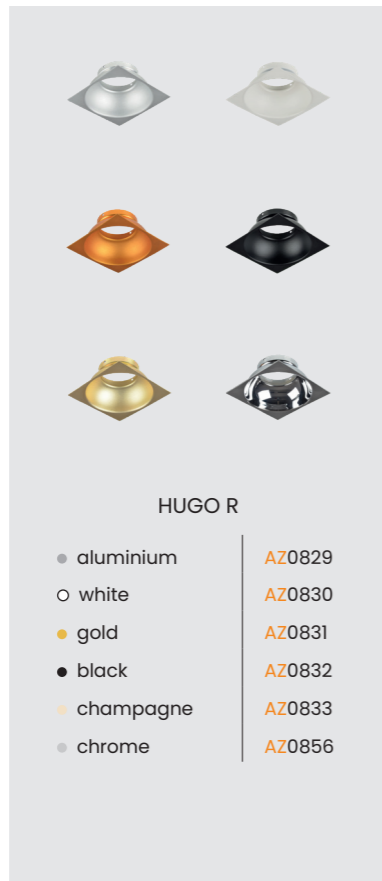 HUGO R
aluminium AZ0829
white AZ0830
gold AZ0831
black AZ0832
champagne AZ0833
chrome AZ0856